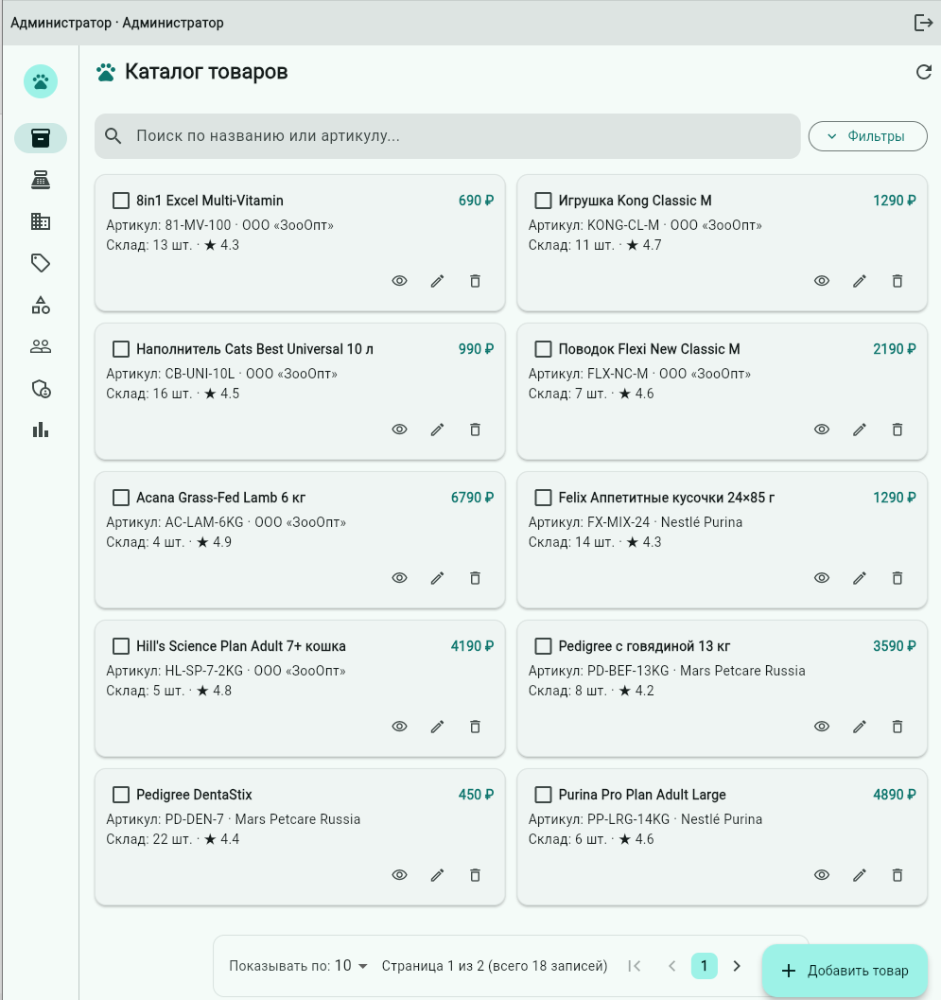 Администратор · Администратор
Каталог товаров
Поиск по названию или артикулу...
Фильтры
8in1 Excel Multi-Vitamin 690 ₽
Артикул: 81-MV-100 · ООО «ЗооОпт»
Склад: 13 шт. · ★ 4.3
Игрушка Kong Classic M 1290 ₽
Артикул: KONG-CL-M · ООО «ЗооОпт»
Склад: 11 шт. · ★ 4.7
Наполнитель Cats Best Universal 10 л 990 ₽
Артикул: CB-UNI-10L · ООО «ЗооОпт»
Склад: 16 шт. · ★ 4.5
Поводок Flexi New Classic M 2190 ₽
Артикул: FLX-NC-M · ООО «ЗооОпт»
Склад: 7 шт. · ★ 4.6
Acana Grass-Fed Lamb 6 кг 6790 ₽
Артикул: AC-LAM-6KG · ООО «ЗооОпт»
Склад: 4 шт. · ★ 4.9
Felix Аппетитные кусочки 24×85 г 1290 ₽
Артикул: FX-MIX-24 · Nestlé Purina
Склад: 14 шт. · ★ 4.3
Hill's Science Plan Adult 7+ кошка 4190 ₽
Артикул: HL-SP-7-2KG · ООО «ЗооОпт»
Склад: 5 шт. · ★ 4.8
Pedigree с говядиной 13 кг 3590 ₽
Артикул: PD-BEF-13KG · Mars Petcare Russia
Склад: 8 шт. · ★ 4.2
Pedigree DentaStix 450 ₽
Артикул: PD-DEN-7 · Mars Petcare Russia
Склад: 22 шт. · ★ 4.4
Purina Pro Plan Adult Large 4890 ₽
Артикул: PP-LRG-14KG · Nestlé Purina
Склад: 6 шт. · ★ 4.6
Показывать по: 10 Страница 1 из 2 (всего 18 записей) 1
Добавить товар